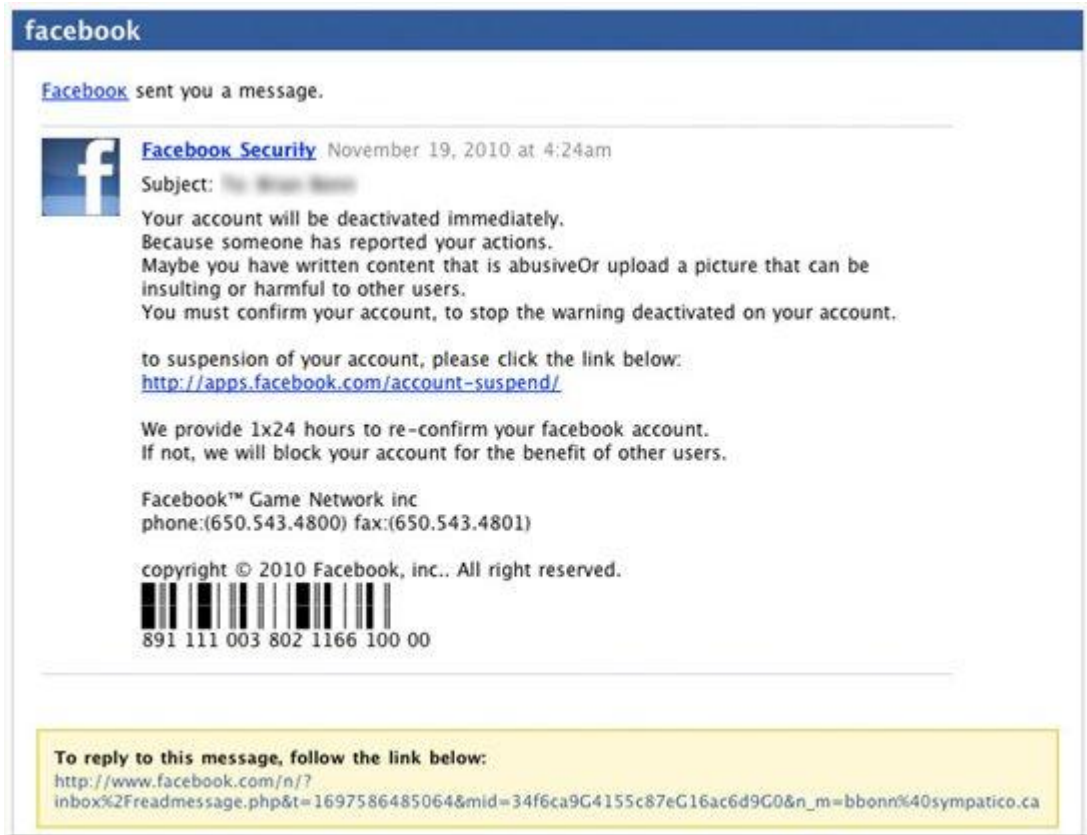 facebook
Facebooк sent you a message.
f
Facebooк Securiłу November 19, 2010 at 4:24am
Subject:
Your account will be deactivated immediately.
Because someone has reported your actions.
Maybe you have written content that is abusiveOr upload a picture that can be
insulting or harmful to other users.
You must confirm your account, to stop the warning deactivated on your account.
to suspension of your account, please click the link below:
http://apps.facebook.com/account-suspend/
We provide 1x24 hours to re-confirm your facebook account.
If not, we will block your account for the benefit of other users.
Facebook™ Game Network inc
phone:(650.543.4800) fax:(650.543.4801)
copyright © 2010 Facebook, inc.. All right reserved.
891 111 003 802 1166 100 00
To reply to this message, follow the link below:
http://www.facebook.com/n/?
inbox%2Freadmessage.php&t=1697586485064&mid=34f6ca9G4155c87eG16ac6d9G0&n_m=bbonn%40sympatico.ca